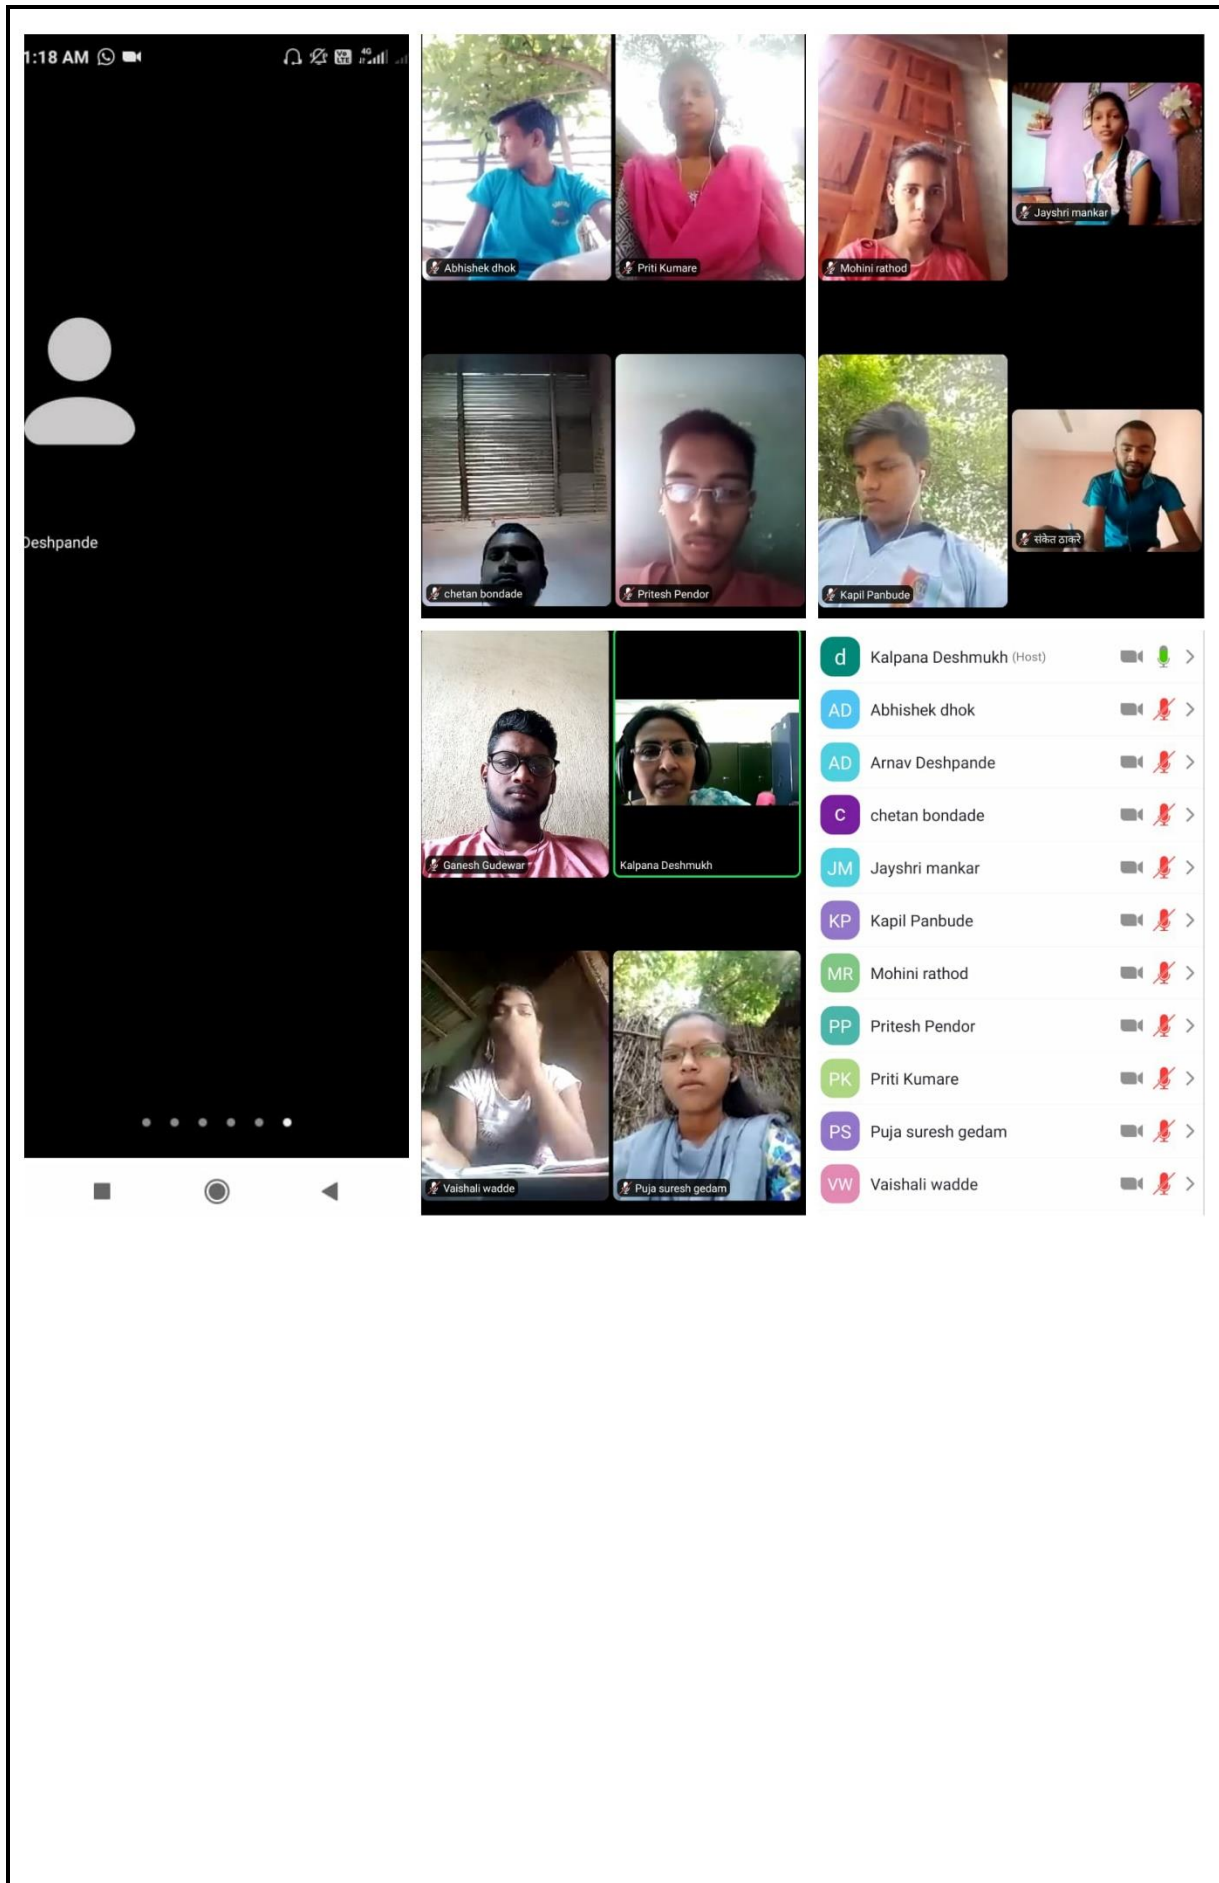 1:18 AM
4G
Vo
LTE
Deshpande
Abhishek dhok
Priti Kumare
chetan bondade
Pritesh Pendor
Mohini rathod
Jayshri mankar
Kapil Panbude
संकेत ठाकरे
Ganesh Gudewar
Kalpana Deshmukh
Vaishali wadde
Puja suresh gedam
d Kalpana Deshmukh (Host)
AD Abhishek dhok
AD Arnav Deshpande
c chetan bondade
JM Jayshri mankar
KP Kapil Panbude
MR Mohini rathod
PP Pritesh Pendor
PK Priti Kumare
PS Puja suresh gedam
VW Vaishali wadde